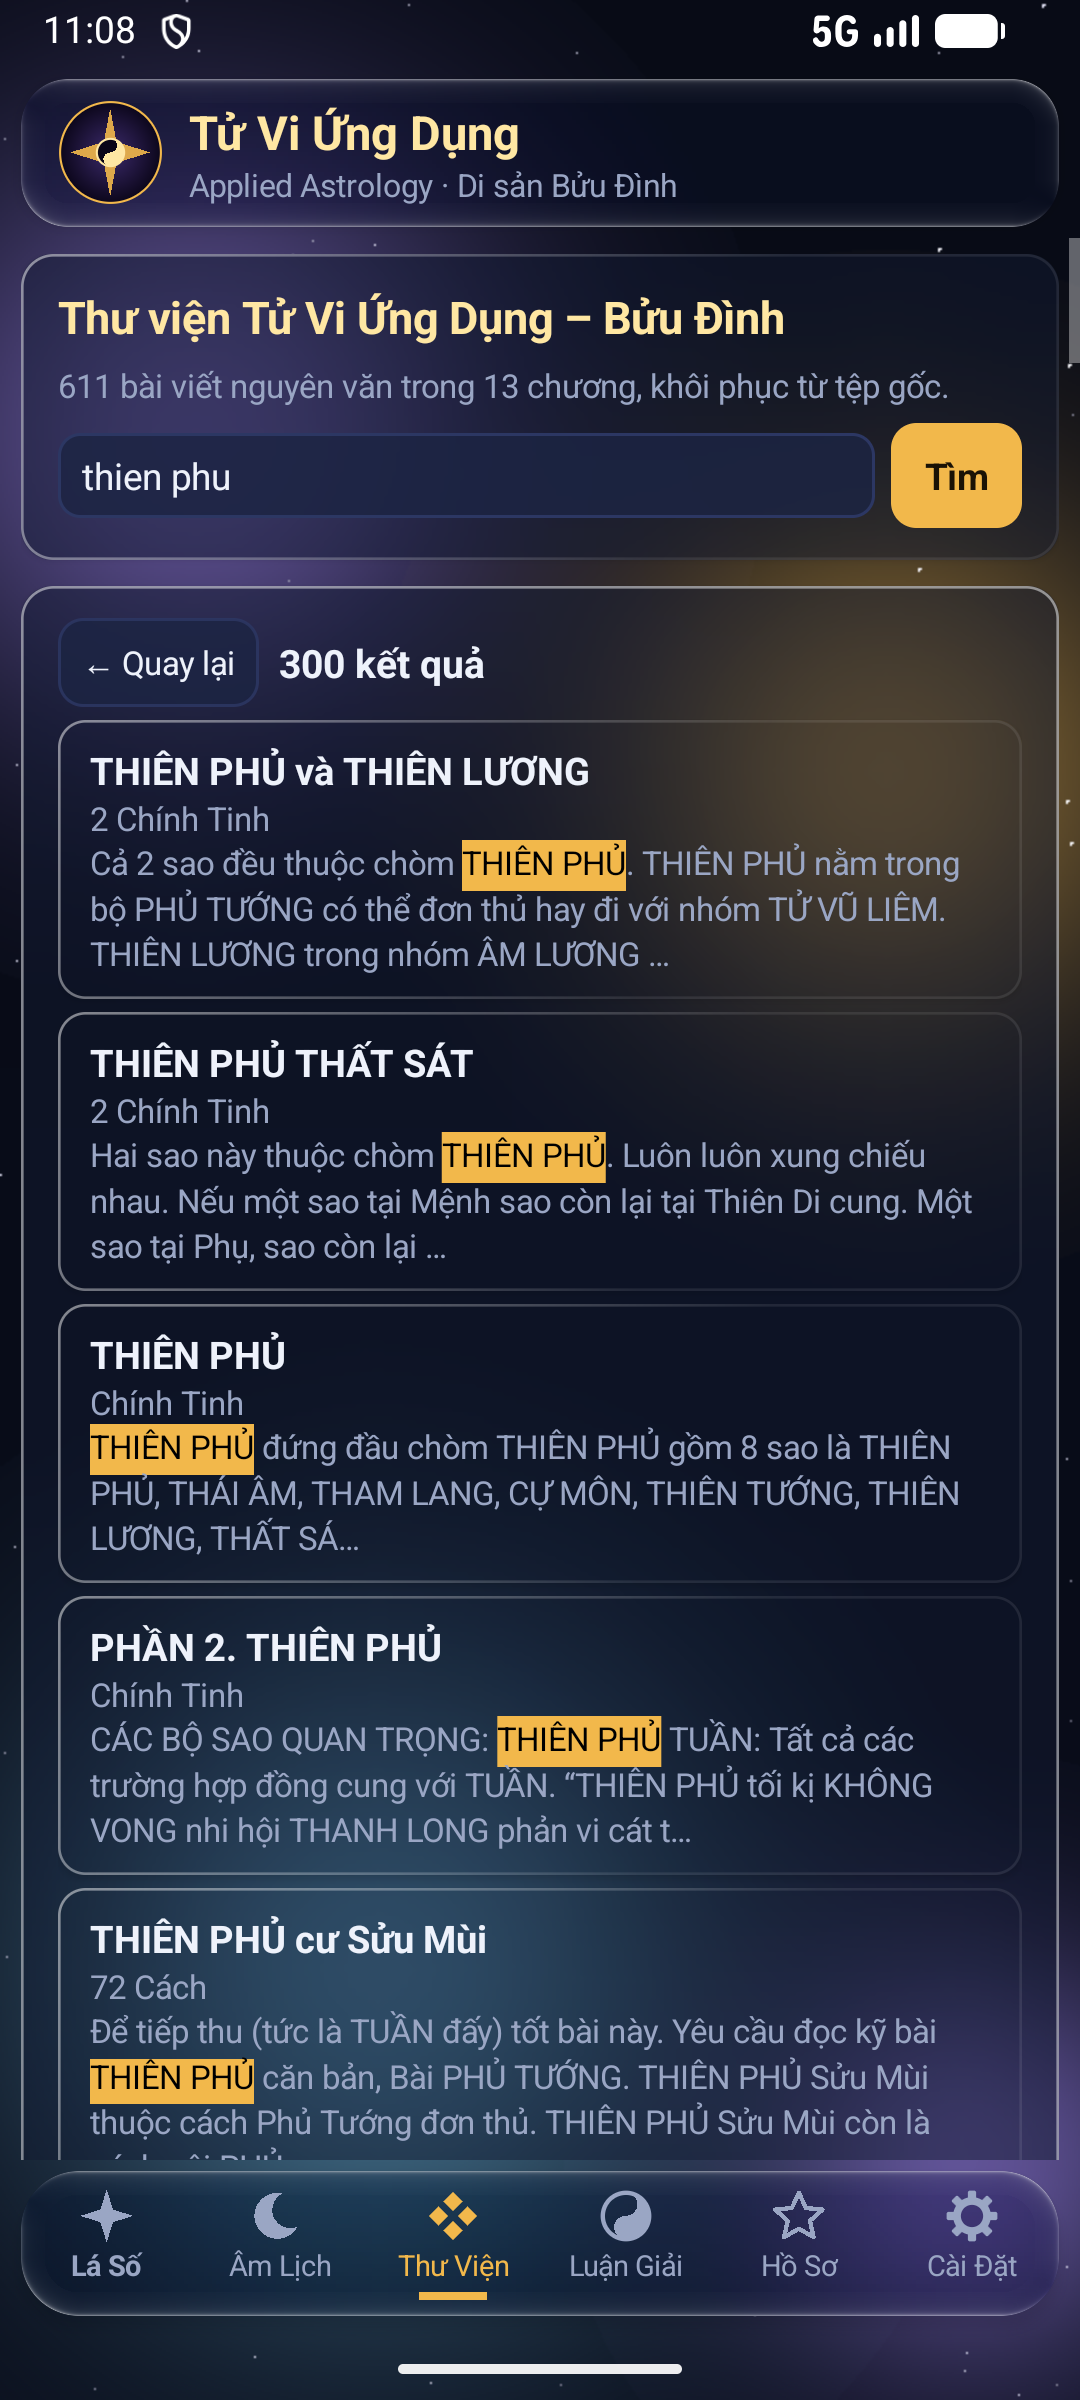 11:08
5G
Tử Vi Ứng Dụng
Applied Astrology · Di sản Bửu Đình
Thư viện Tử Vi Ứng Dụng – Bửu Đình
611 bài viết nguyên văn trong 13 chương, khôi phục từ tệp gốc.
thien phu
Tìm
← Quay lại
300 kết quả
THIÊN PHỦ và THIÊN LƯƠNG
2 Chính Tinh
Cả 2 sao đều thuộc chòm THIÊN PHỦ. THIÊN PHỦ nằm trong
bộ PHỦ TƯỚNG có thể đơn thủ hay đi với nhóm TỬ VŨ LIÊM.
THIÊN LƯƠNG trong nhóm ÂM LƯƠNG ...
THIÊN PHỦ THẤT SÁT
2 Chính Tinh
Hai sao này thuộc chòm THIÊN PHỦ. Luôn luôn xung chiếu
nhau. Nếu một sao tại Mệnh sao còn lại tại Thiên Di cung. Một
sao tại Phụ, sao còn lại ...
THIÊN PHỦ
Chính Tinh
THIÊN PHỦ đứng đầu chòm THIÊN PHỦ gồm 8 sao là THIÊN
PHỦ, THÁI ÂM, THAM LANG, CỰ MÔN, THIÊN TƯỚNG, THIÊN
LƯƠNG, THẤT SÁ...
PHẦN 2. THIÊN PHỦ
Chính Tinh
CÁC BỘ SAO QUAN TRỌNG: THIÊN PHỦ TUẦN: Tất cả các
trường hợp đồng cung với TUẦN. “THIÊN PHỦ tối kị KHÔNG
VONG nhi hội THANH LONG phản vi cát t...
THIÊN PHỦ cư Sửu Mùi
72 Cách
Để tiếp thu (tức là TUẦN đấy) tốt bài này. Yêu cầu đọc kỹ bài
THIÊN PHỦ căn bản, Bài PHỦ TƯỚNG. THIÊN PHỦ Sửu Mùi
thuộc cách Phủ Tướng đơn thủ. THIÊN PHỦ Sửu Mùi còn là
Lá Số
Âm Lịch
Thư Viện
Luận Giải
Hồ Sơ
Cài Đặt